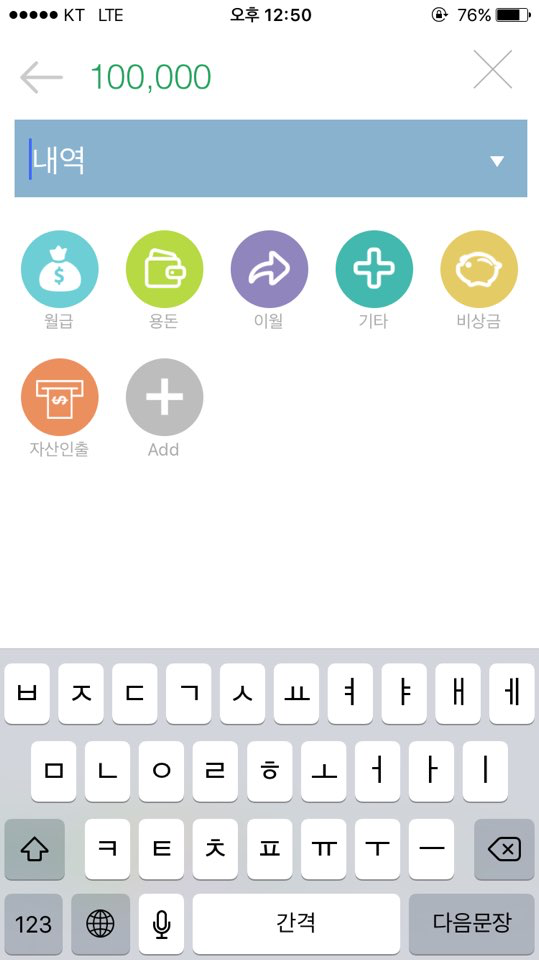 KT LTE 오후 12:50 76%
100,000
내역
월급 용돈 이월 기타 비상금
자산인출 Add
ㅂ ㅈ ㄷ ㄱ ㅅ ㅛ ㅕ ㅑ ㅐ ㅔ
ㅁ ㄴ ㅇ ㄹ ㅎ ㅗ ㅓ ㅏ ㅣ
ㅋ ㅌ ㅊ ㅍ ㅠ ㅜ ㅡ
123 간격 다음문장